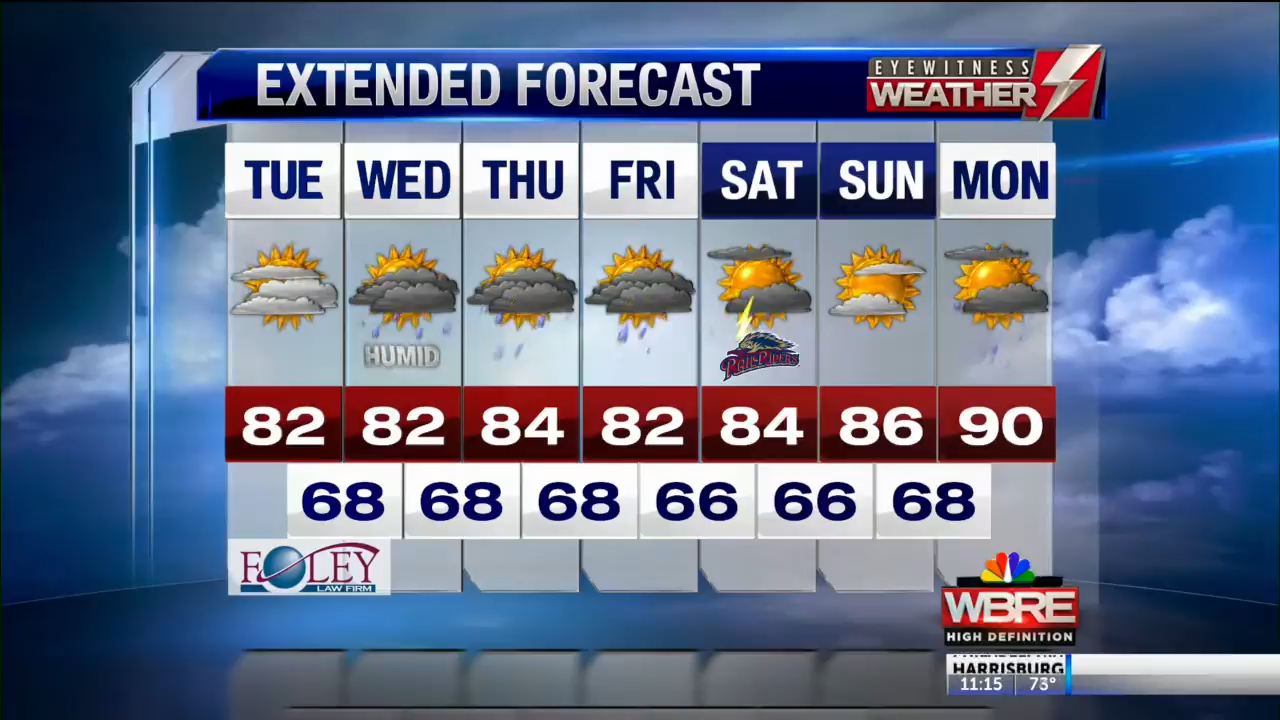 EXTENDED FORECAST
EYEWITNESS
WEATHER
TUE WED THU FRI SAT SUN MON
HUMID
RAILRIDERS
82 82 84 82 84 86 90
68 68 68 66 66 68
FOLEY
LAW FIRM
WBRE
HIGH DEFINITION
HARRISBURG
11:15 73°